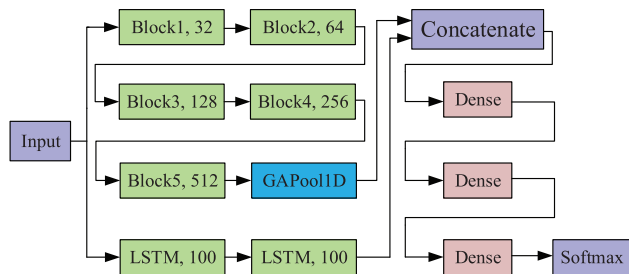 Input
Block1, 32
Block2, 64
Block3, 128
Block4, 256
Block5, 512
GAPool1D
LSTM, 100
LSTM, 100
Concatenate
Dense
Dense
Dense
Softmax